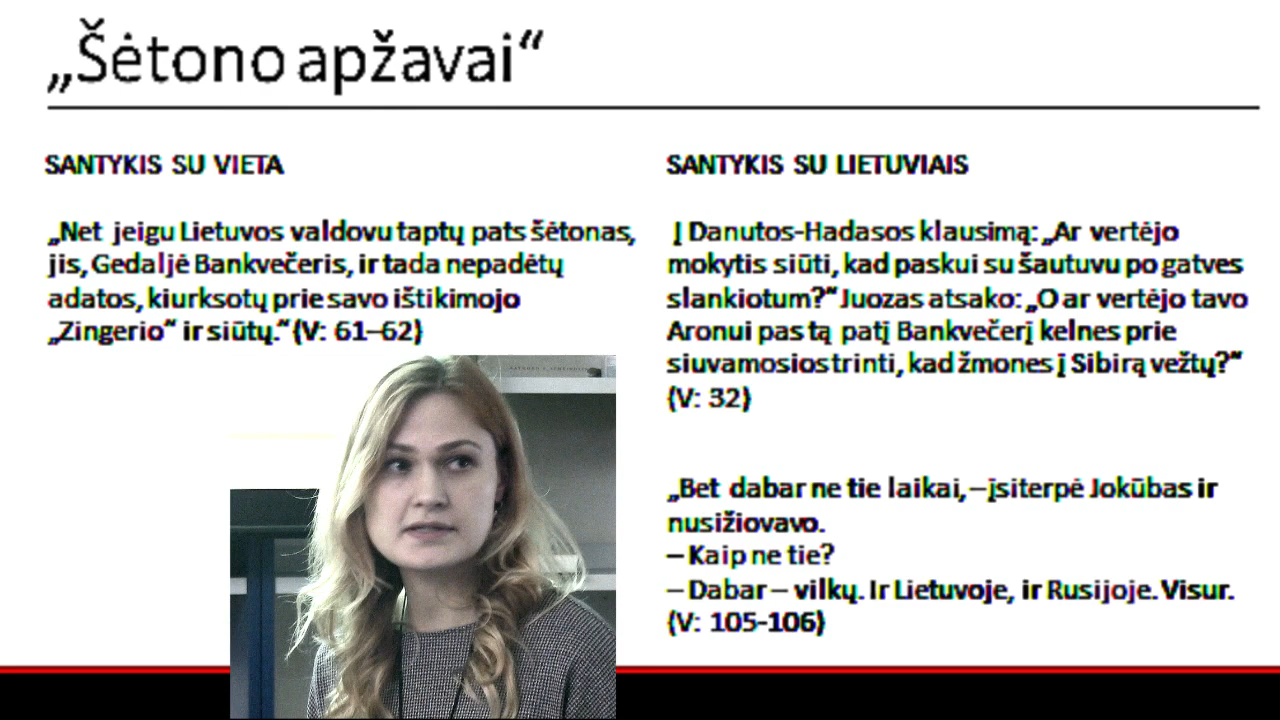 „Šėtono apžavai“
SANTYKIS SU VIETA
„Net jeigu Lietuvos valdovu taptų pats šėtonas,
jis, Gedaljė Bankvečeris, ir tada nepadėtų
adatos, kiurksotų prie savo ištikimojo
„Zingerio“ ir siūtų.“ (V: 61–62)
SANTYKIS SU LIETUVIAIS
Į Danutos-Hadasos klausimą: „Ar vertėjo
mokytis siūti, kad paskui su šautuvu po gatves
slankiotum?“ Juozas atsako: „O ar vertėjo tavo
Aronui pas tą patį Bankvečerį kelnes prie
siuvamosios trinti, kad žmones į Sibirą vežtų?“
(V: 32)
„Bet dabar ne tie laikai, – įsiterpė Jokūbas ir
nusižiovavo.
– Kaip ne tie?
– Dabar – vilkų. Ir Lietuvoje, ir Rusijoje. Visur.
(V: 105-106)